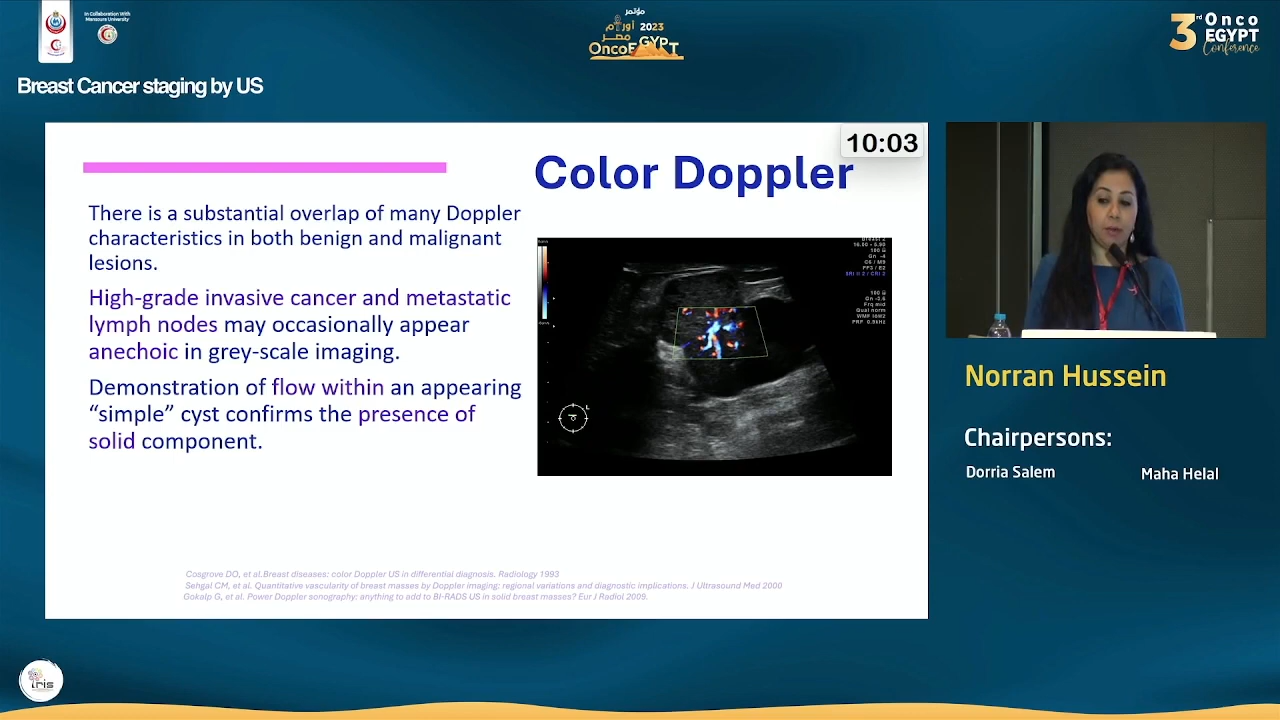 In Collaboration With
Mansoura University
مؤتمر
أورام
مصر
2023
OncoEGYPT
3rd Onco
EGYPT
Conference
Breast Cancer staging by US
10:03
Color Doppler
There is a substantial overlap of many Doppler
characteristics in both benign and malignant
lesions.
High-grade invasive cancer and metastatic
lymph nodes may occasionally appear
anechoic in grey-scale imaging.
Demonstration of flow within an appearing
“simple” cyst confirms the presence of
solid component.
Cosgrove DO, et al.Breast diseases: color Doppler US in differential diagnosis. Radiology 1993
Sehgal CM, et al. Quantitative vascularity of breast masses by Doppler imaging: regional variations and diagnostic implications. J Ultrasound Med 2000
Gokalp G, et al. Power Doppler sonography: anything to add to BI-RADS US in solid breast masses? Eur J Radiol 2009.
Norran Hussein
Chairpersons:
Dorria Salem
Maha Helal
iris